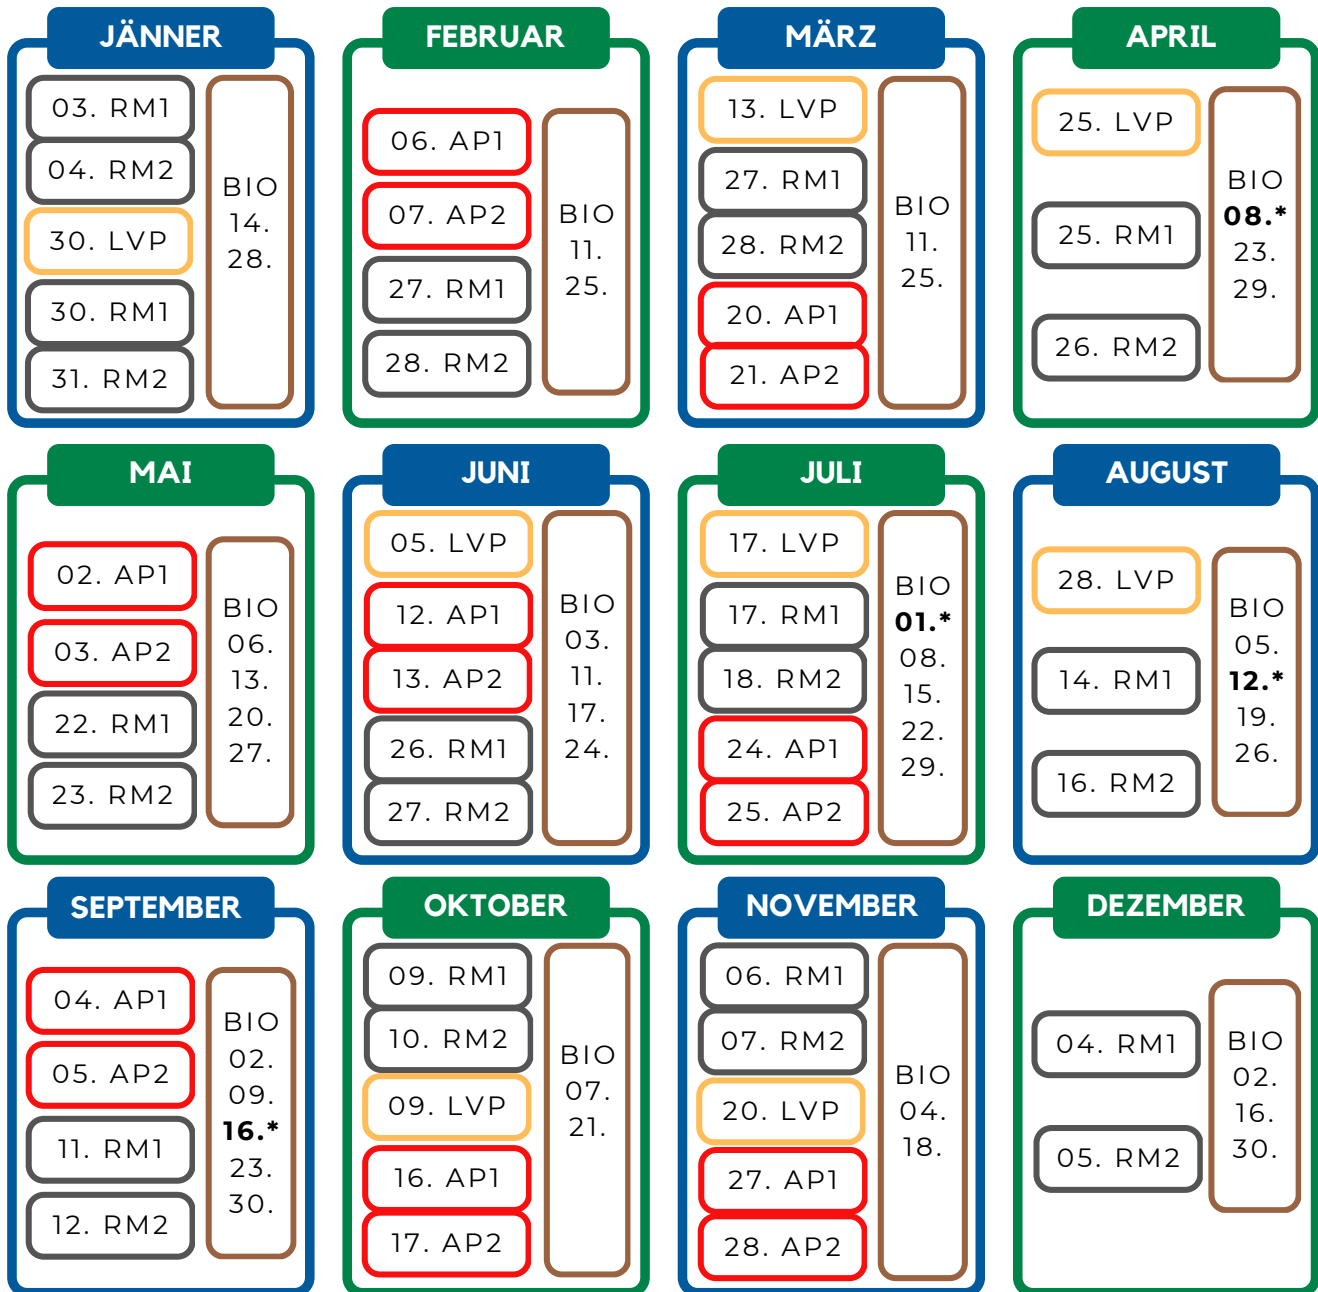 JÄNNER
03. RM1
04. RM2
30. LVP
30. RM1
31. RM2
BIO
14.
28.
FEBRUAR
06. AP1
07. AP2
27. RM1
28. RM2
BIO
11.
25.
MÄRZ
13. LVP
27. RM1
28. RM2
20. AP1
21. AP2
BIO
11.
25.
APRIL
25. LVP
25. RM1
26. RM2
BIO
08.*
23.
29.
MAI
02. AP1
03. AP2
22. RM1
23. RM2
BIO
06.
13.
20.
27.
JUNI
05. LVP
12. AP1
13. AP2
26. RM1
27. RM2
BIO
03.
11.
17.
24.
JULI
17. LVP
17. RM1
18. RM2
24. AP1
25. AP2
BIO
01.*
08.
15.
22.
29.
AUGUST
28. LVP
14. RM1
16. RM2
BIO
05.
12.*
19.
26.
SEPTEMBER
04. AP1
05. AP2
11. RM1
12. RM2
BIO
02.
09.
16.*
23.
30.
OKTOBER
09. RM1
10. RM2
09. LVP
16. AP1
17. AP2
BIO
07.
21.
NOVEMBER
06. RM1
07. RM2
20. LVP
27. AP1
28. AP2
BIO
04.
18.
DEZEMBER
04. RM1
05. RM2
BIO
02.
16.
30.